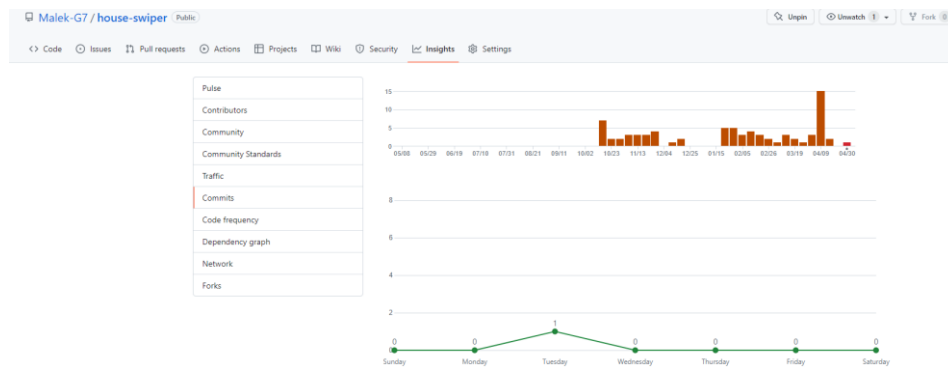 Malek-G7 / house-swiper Public
Unpin Unwatch 1 Fork 0
Code Issues Pull requests Actions Projects Wiki Security Insights Settings
Pulse
Contributors
Community
Community Standards
Traffic
Commits
Code frequency
Dependency graph
Network
Forks
15
10
5
0
05/08 05/29 06/19 07/10 07/31 08/21 09/11 10/02 10/23 11/13 12/04 12/25 01/15 02/05 02/26 03/19 04/09 04/30
8
6
4
2
0
0 0 1 0 0 0 0
Sunday Monday Tuesday Wednesday Thursday Friday Saturday